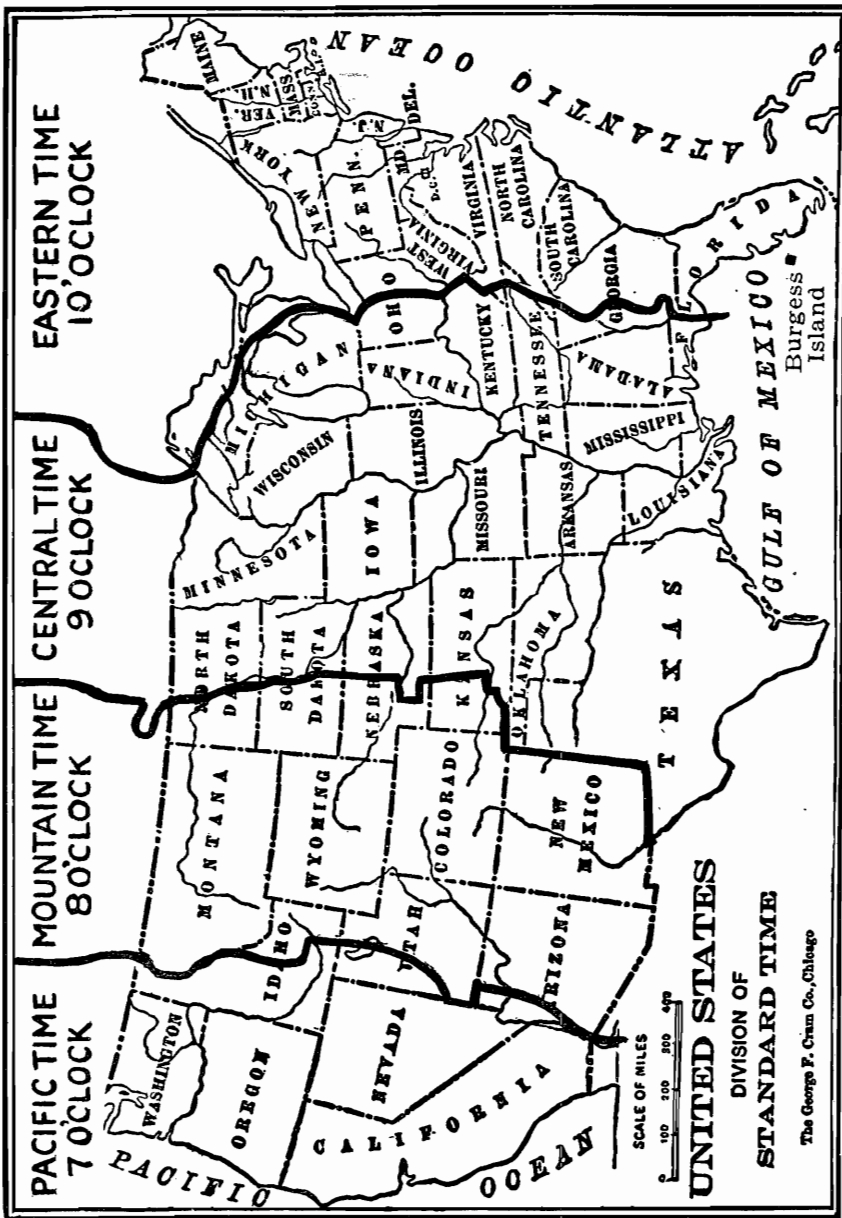 PACIFIC TIME
7 O'CLOCK
MOUNTAIN TIME
8 O'CLOCK
CENTRAL TIME
9 O'CLOCK
EASTERN TIME
10 'O'CLOCK
WASHINGTON
OREGON
CALIFORNIA
NEVADA
IDAHO
UTAH
ARIZONA
MONTANA
WYOMING
COLORADO
NEW
MEXICO
NORTH
DAKOTA
SOUTH
DAKOTA
NEBRASKA
KANSAS
OKLAHOMA
TEXAS
MINNESOTA
IOWA
MISSOURI
ARKANSAS
LOUISIANA
WISCONSIN
ILLINOIS
MICHIGAN
INDIANA
KENTUCKY
TENNESSEE
MISSISSIPPI
ALABAMA
OHIO
GEORGIA
FLORIDA
WEST
VIRGINIA
VIRGINIA
NORTH
CAROLINA
SOUTH
CAROLINA
PENN.
NEW YORK
MD.
DEL.
D.C.
N.J.
VER.
N.H.
MASS
CONN
R.I.
MAINE
PACIFIC
OCEAN
ATLANTIC
OCEAN
GULF OF MEXICO
Burgess
Island
SCALE OF MILES
100 200 300 400
UNITED STATES
DIVISION OF
STANDARD TIME
The George F. Cram Co., Chicago